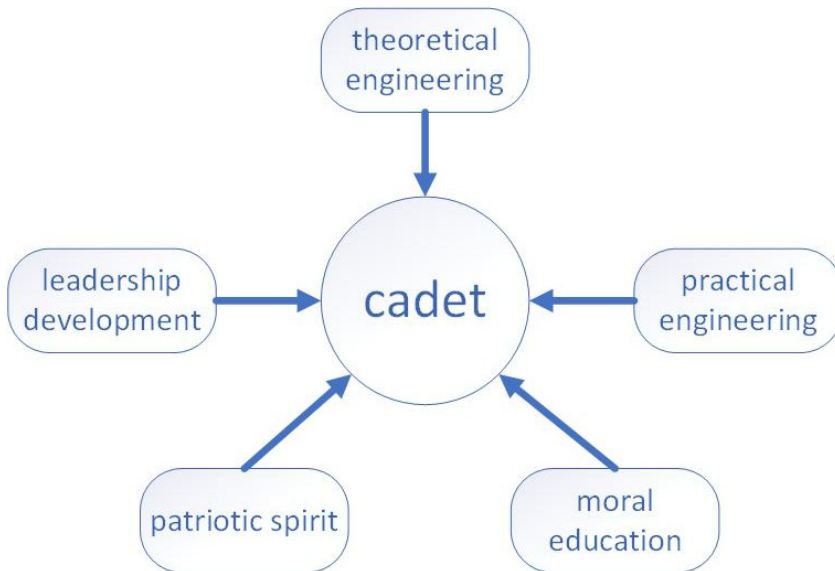 theoretical
engineering
leadership
development
cadet
practical
engineering
patriotic spirit
moral
education